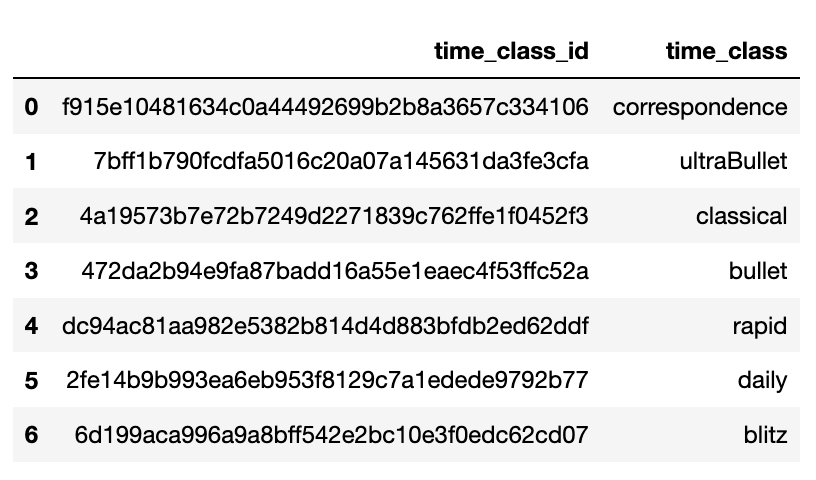 time_class_id time_class
0 f915e10481634c0a44492699b2b8a3657c334106 correspondence
1 7bff1b790fcdfa5016c20a07a145631da3fe3cfa ultraBullet
2 4a19573b7e72b7249d2271839c762ffe1f0452f3 classical
3 472da2b94e9fa87badd16a55e1eaec4f53ffc52a bullet
4 dc94ac81aa982e5382b814d4d883bfdb2ed62ddf rapid
5 2fe14b9b993ea6eb953f8129c7a1edede9792b77 daily
6 6d199aca996a9a8bff542e2bc10e3f0edc62cd07 blitz